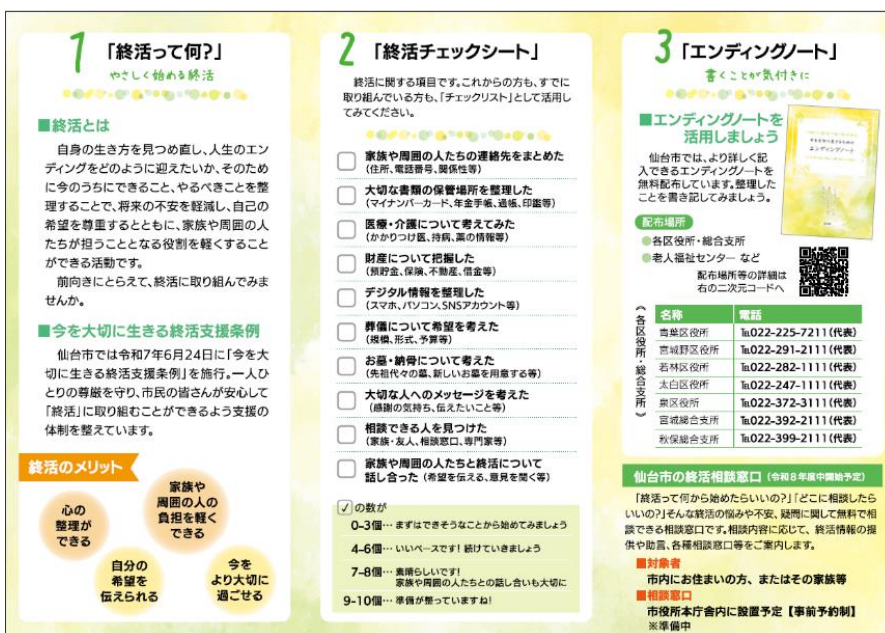 1 「終活って何?」
やさしく始める終活
■終活とは
自身の生き方を見つめ直し、人生のエン
ディングをどのように迎えたいか、そのため
に今のうちにできること、やるべきことを整
理することで、将来の不安を軽減し、自己の
希望を尊重するとともに、家族や周囲の人
たちが担うこととなる役割を軽くすること
ができる活動です。
前向きにとらえて、終活に取り組んでみま
せんか。
■今を大切に生きる終活支援条例
仙台市では令和7年6月24日に「今を大
切に生きる終活支援条例」を施行。一人ひ
とりの尊厳を守り、市民の皆さんが安心して
「終活」に取り組むことができるよう支援の
体制を整えています。
終活のメリット
心の
整理が
できる
家族や
周囲の人の
負担を軽く
できる
自分の
希望を
伝えられる
今を
より大切に
過ごせる
2 「終活チェックシート」
終活に関する項目です。これからの方も、すでに
取り組んでいる方も、「チェックリスト」として活用し
てみてください。
家族や周囲の人たちの連絡先をまとめた
(住所、電話番号、関係性等)
大切な書類の保管場所を整理した
(マイナンバーカード、年金手帳、通帳、印鑑等)
医療・介護について考えてみた
(かかりつけ医、持病、薬の情報等)
財産について把握した
(預貯金、保険、不動産、借金等)
デジタル情報を整理した
(スマホ、パソコン、SNSアカウント等)
葬儀について希望を考えた
(規模、形式、予算等)
お墓・納骨について考えた
(先祖代々の墓、新しいお墓を用意する等)
大切な人へのメッセージを考えた
(感謝の気持ち、伝えたいこと等)
相談できる人を見つけた
(家族・友人、相談窓口、専門家等)
家族や周囲の人たちと終活について
話し合った(希望を伝える、意見を聞く等)
✓の数が
0-3個… まずはできそうなことから始めてみましょう
4-6個… いいペースです!続けていきましょう
7-8個… 素晴らしいです!
家族や周囲の人たちとの話し合いも大切に
9-10個… 準備が整っていますね!
3 「エンディングノート」
書くことが気付きに
■エンディングノートを
活用しましょう
仙台市では、より詳しく記
入できるエンディングノートを
無料配布しています。整理した
ことを書き記してみましょう。
エンディングノート
配布場所
●各区役所・総合支所
●老人福祉センター など
配布場所等の詳細は
右の二次元コードへ
《各区役所・総合支所》
名称 電話
青葉区役所 ℡022-225-7211(代表)
宮城野区役所 ℡022-291-2111(代表)
若林区役所 ℡022-282-1111(代表)
太白区役所 ℡022-247-1111(代表)
泉区役所 ℡022-372-3111(代表)
宮城総合支所 ℡022-392-2111(代表)
秋保総合支所 ℡022-399-2111(代表)
仙台市の終活相談窓口(令和8年度中開始予定)
「終活って何から始めたらいいの?」「どこに相談したら
いいの?」そんな終活の悩みや不安、疑問に関して無料で相
談できる相談窓口です。相談内容に応じて、終活情報の提
供や助言、各種相談窓口等をご案内します。
■対象者
市内にお住まいの方、またはその家族等
■相談窓口
市役所本庁舎内に設置予定【事前予約制】
※準備中